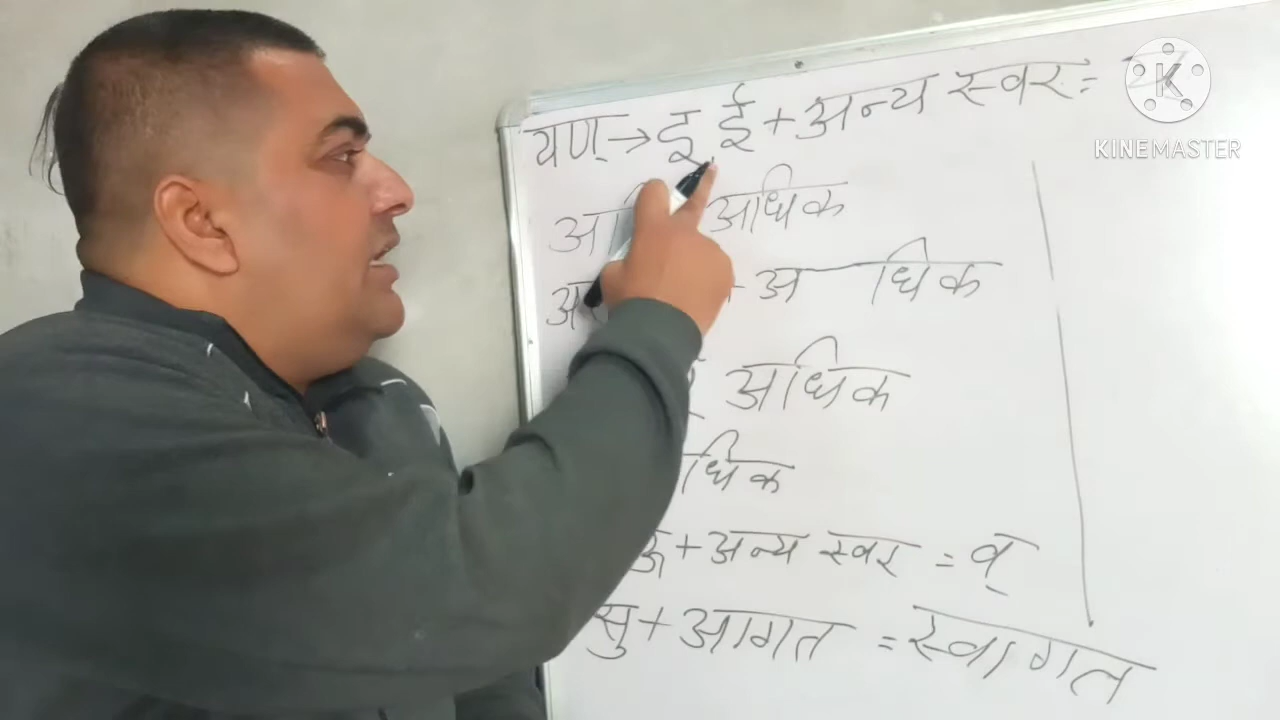 यण् → इ ई + अन्य स्वर =
KINEMASTER
अधिक
+ अ धिक
अधिक
धिक
ऊ + अन्य स्वर = व्
सु + आगत = स्वागत